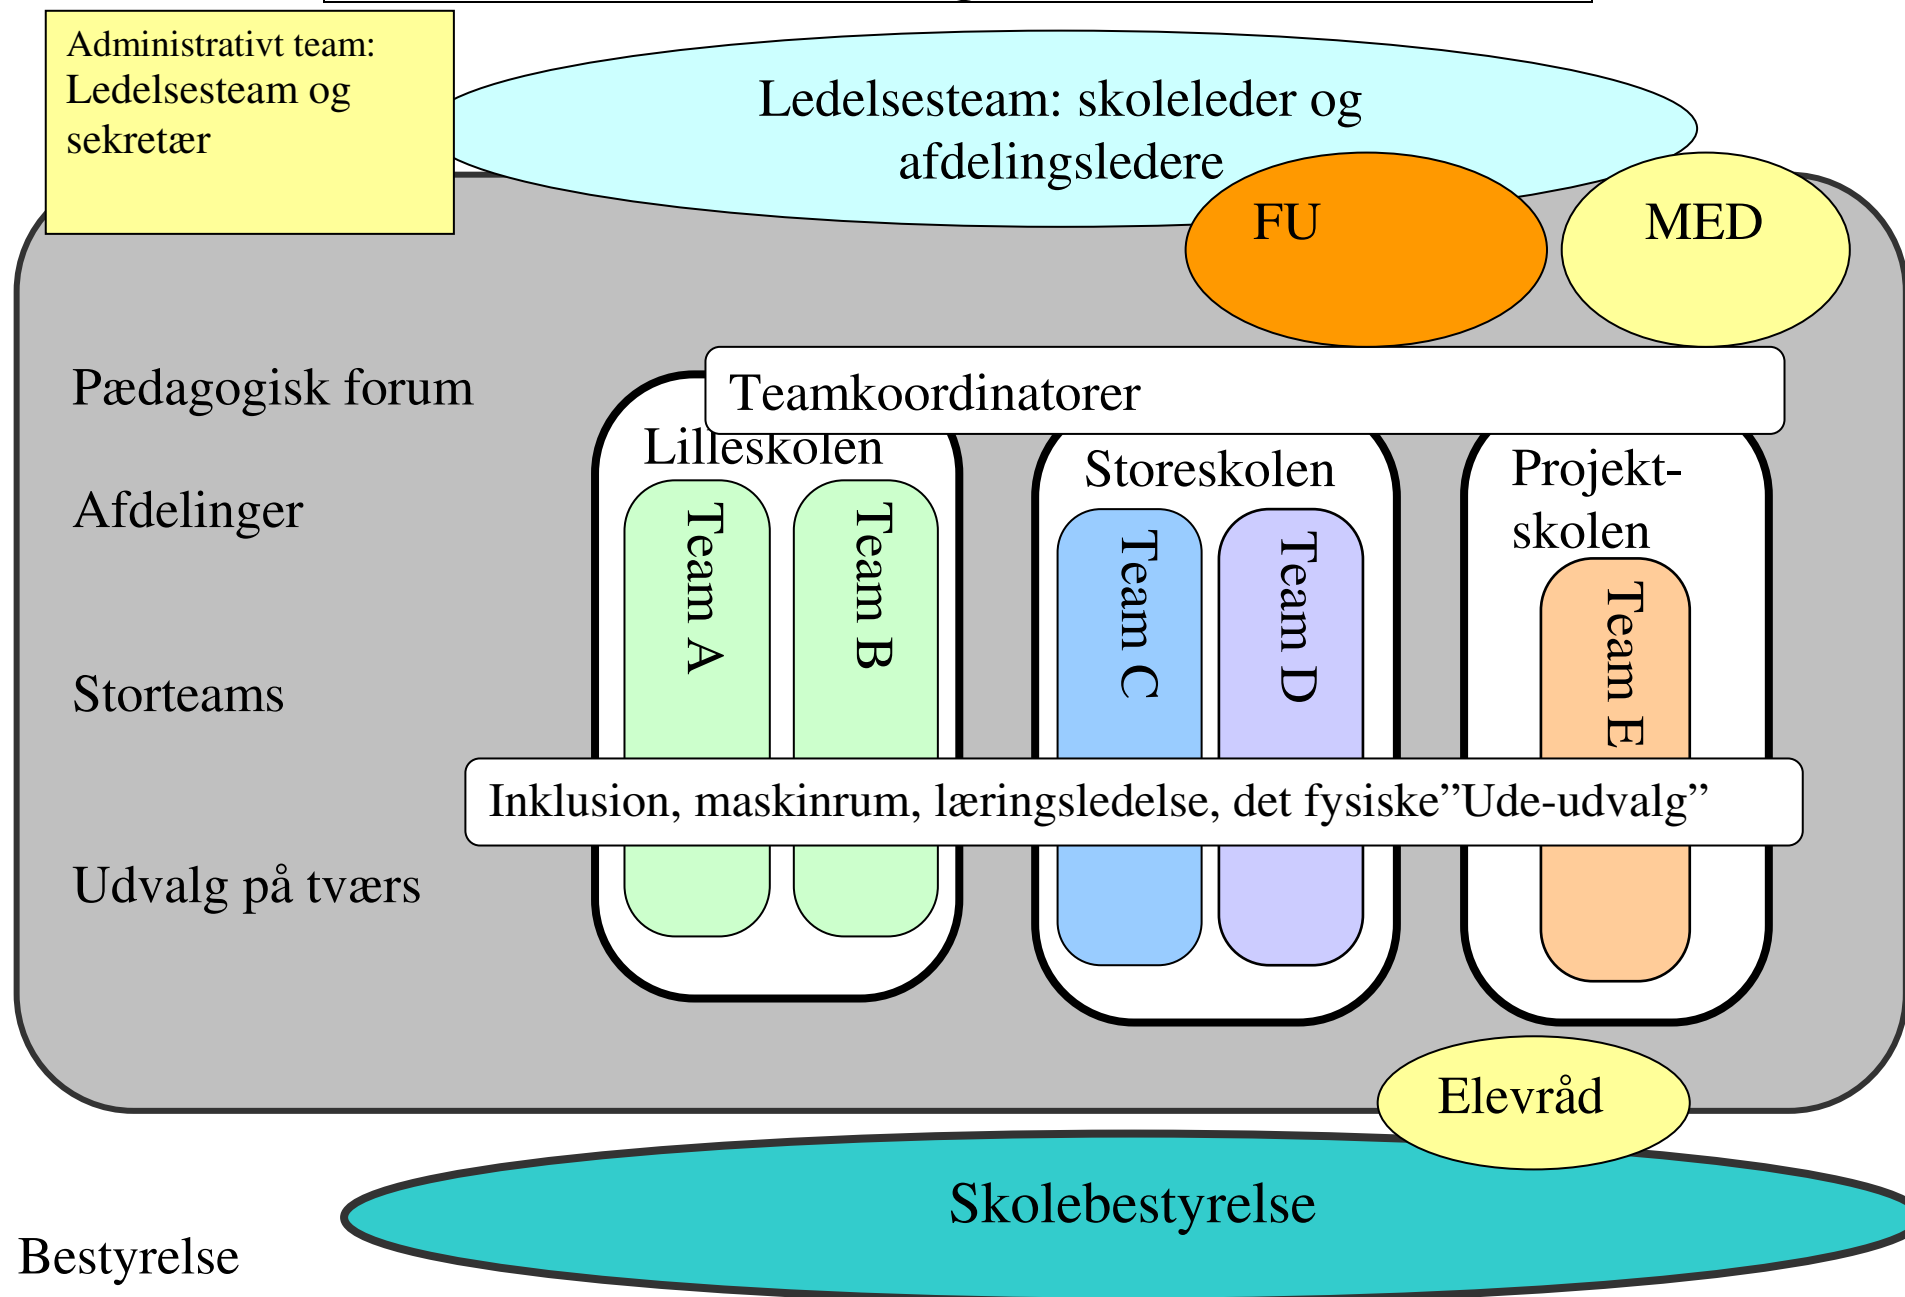 Administrativt team:
Ledelsesteam og
sekretær
Ledelsesteam: skoleleder og
afdelingsledere
FU
MED
Pædagogisk forum
Teamkoordinatorer
Lilleskolen
Storeskolen
Projekt-
skolen
Afdelinger
Team A
Team B
Team C
Team D
Team E
Storteams
Inklusion, maskinrum, læringsledelse, det fysiske”Ude-udvalg”
Udvalg på tværs
Elevråd
Skolebestyrelse
Bestyrelse